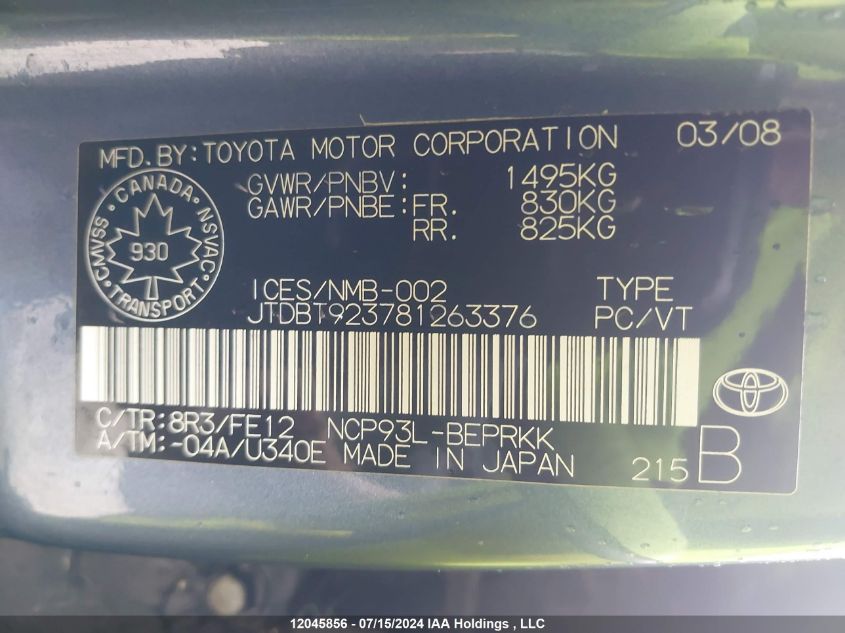 MFD.BY:TOYOTA MOTOR CORPORATION 03/08
GVWR/PNBV: 1495KG
GAWR/PNBE:FR. 830KG
RR. 825KG
CANADA
CMVSS 930 NSVAC
TRANSPORT
ICES/NMB-002 TYPE
JTDBT923781263376 PC/VT
C/TR:8R3/FE12 NCP93L-BEPRKK
A/TM:-04A/U340E MADE IN JAPAN 215 B
12045856 - 07/15/2024 IAA Holdings , LLC